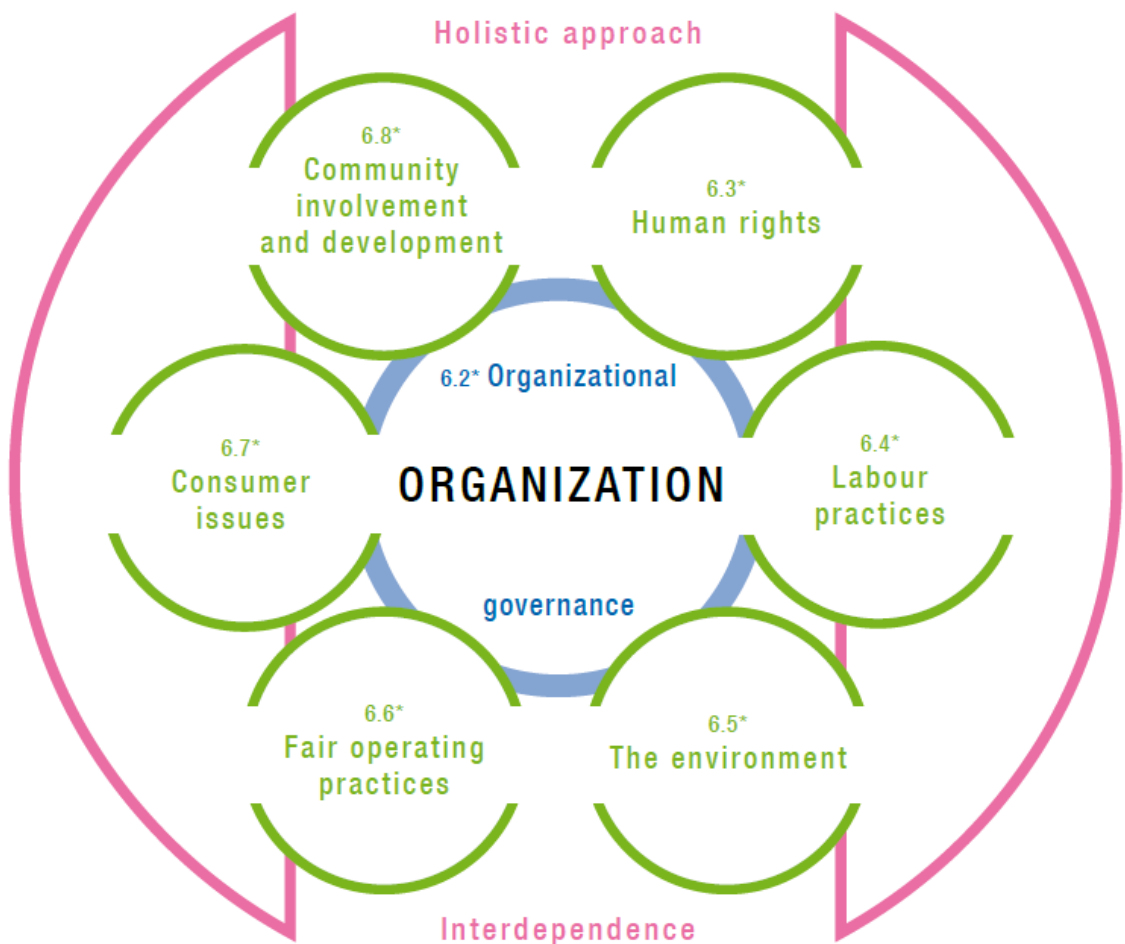 Holistic approach
6.8*
Community
involvement
and development
6.3*
Human rights
6.2* Organizational
6.7*
Consumer
issues
ORGANIZATION
6.4*
Labour
practices
governance
6.6*
Fair operating
practices
6.5*
The environment
Interdependence